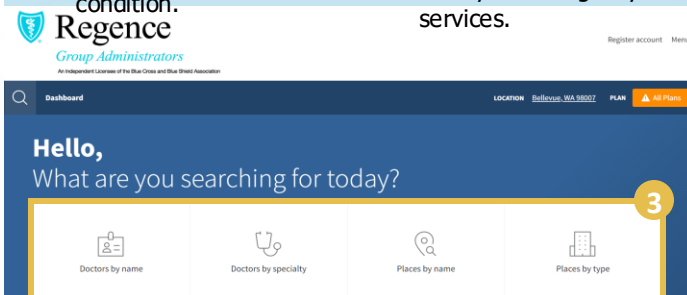 condition.
services.
Regence
Group Administrators
An Independent Licensee of the Blue Cross and Blue Shield Association
Register account Menu
Dashboard
LOCATION Bellevue, WA 98007 PLAN All Plans
Hello,
What are you searching for today?
3
Doctors by name
Doctors by specialty
Places by name
Places by type